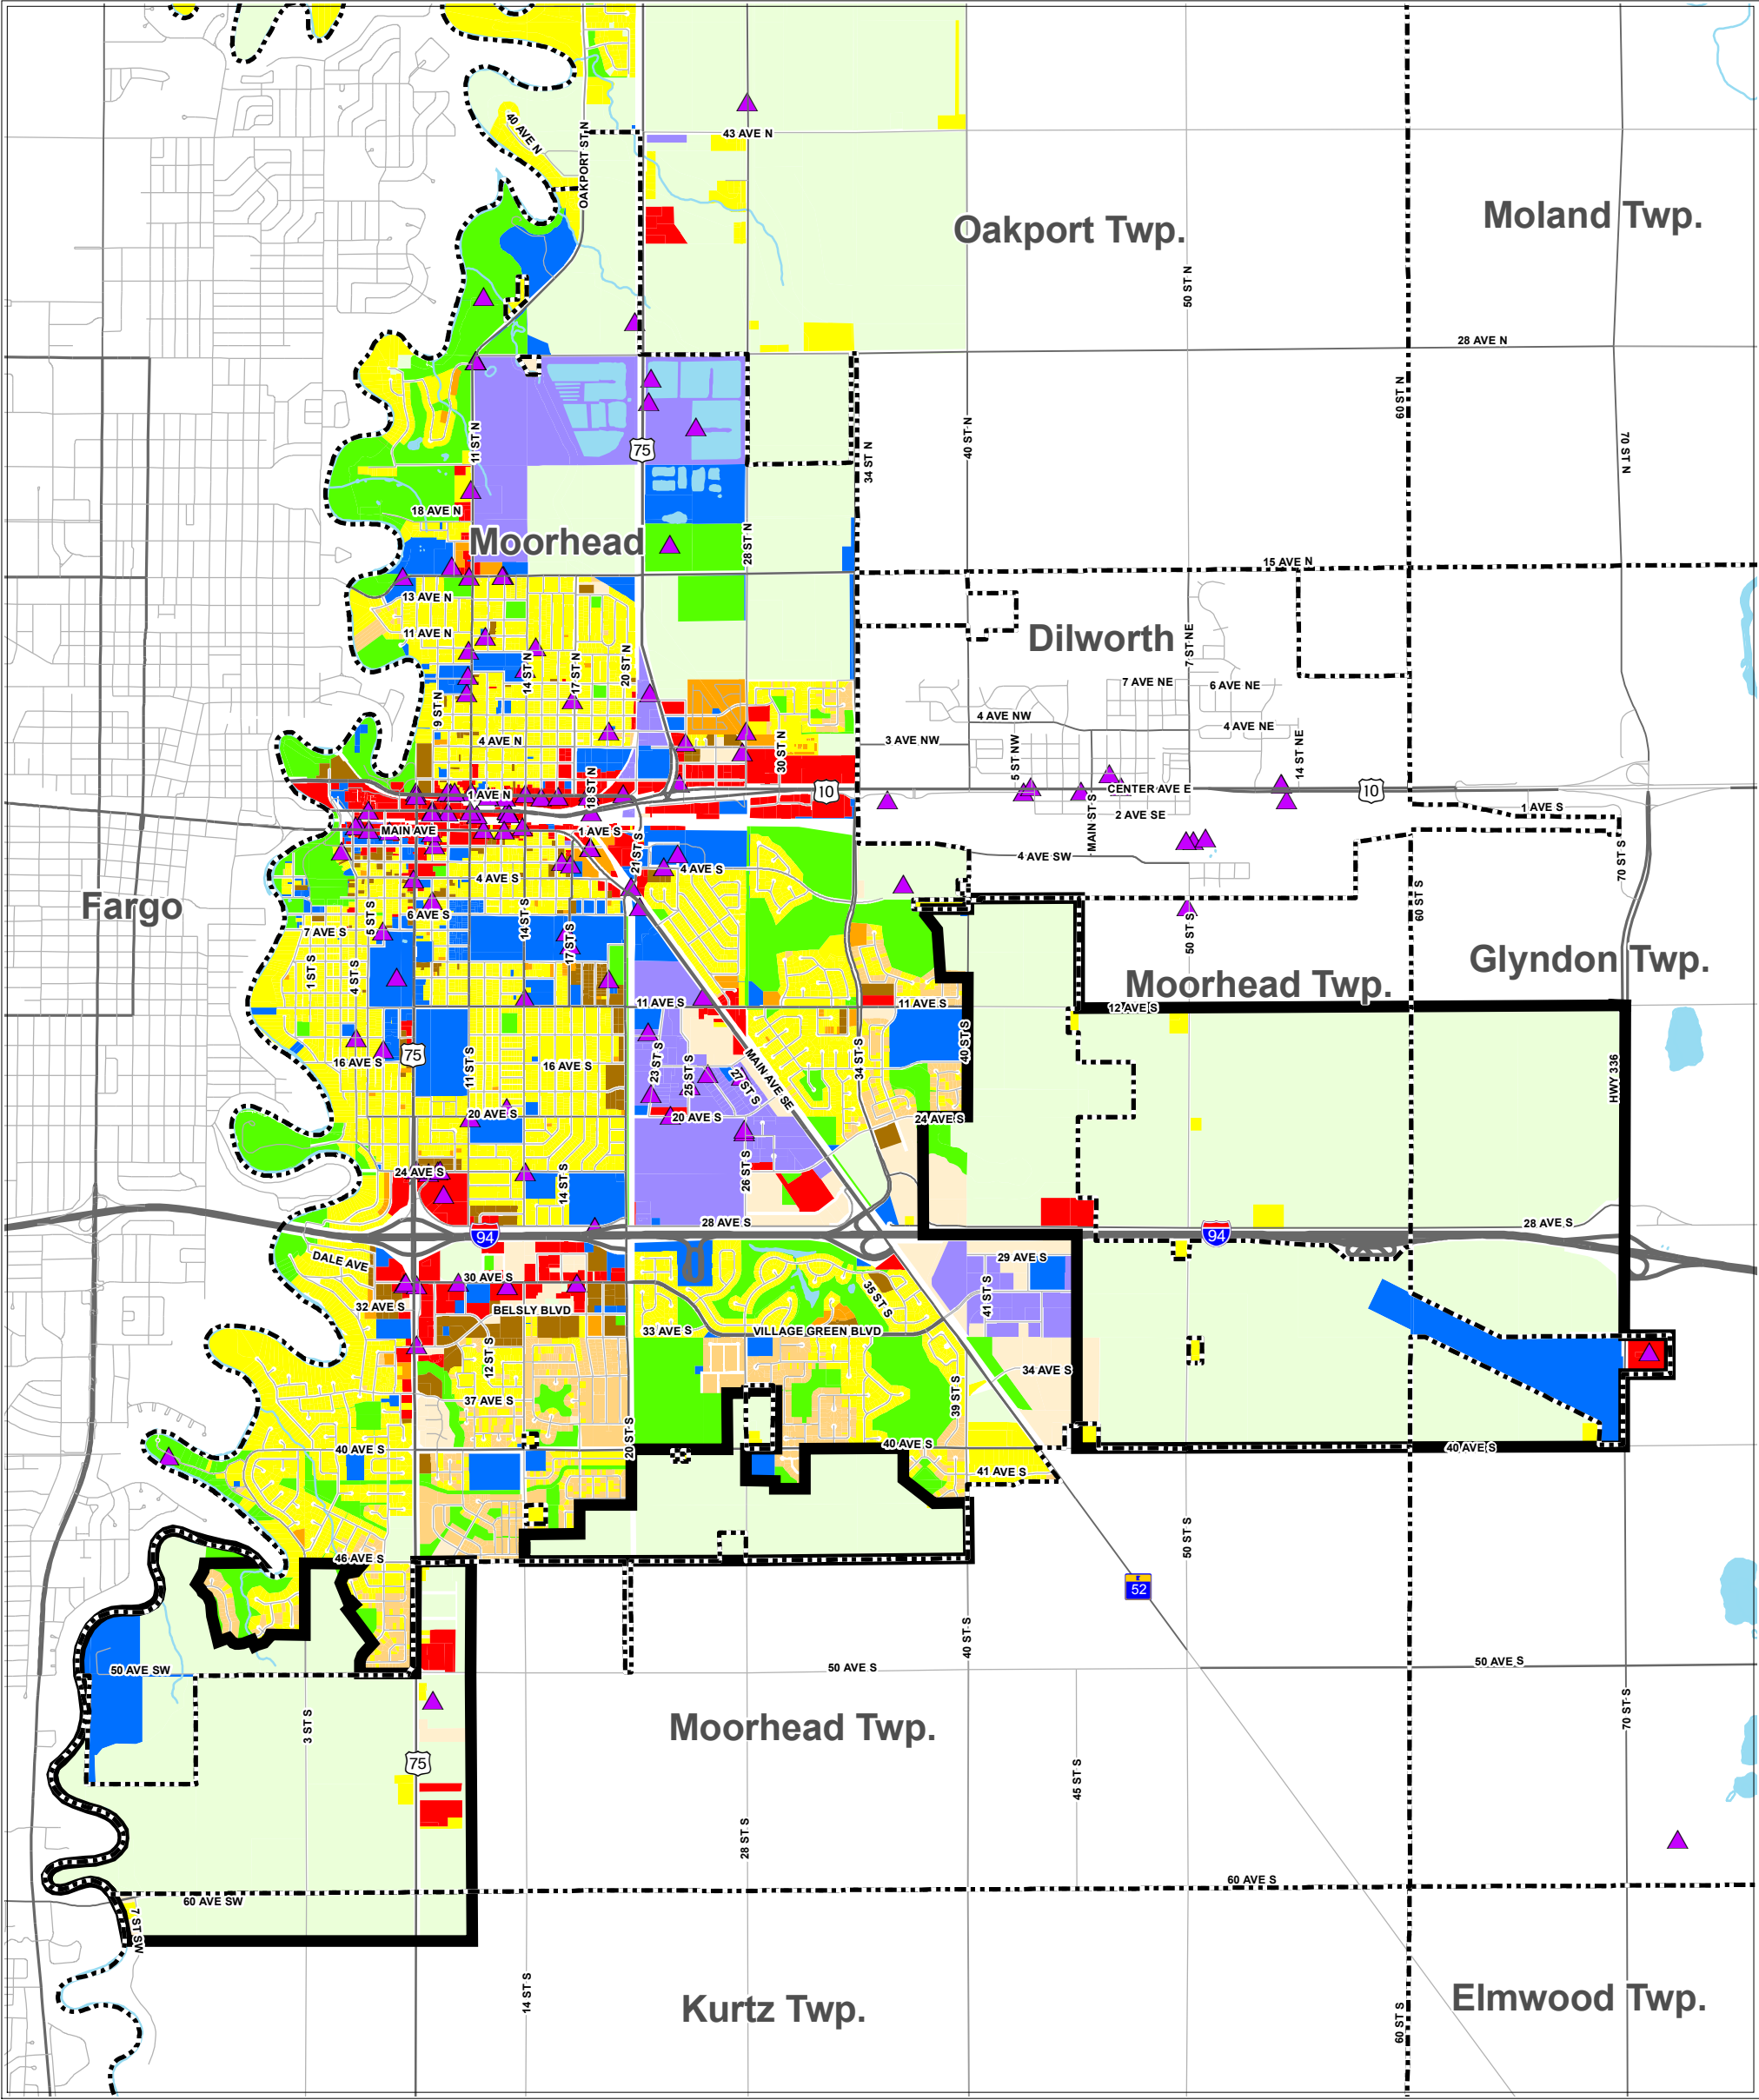 40 AVE N
OAKPORT ST N
43 AVE N
Oakport Twp.
Moland Twp.
50 ST N
28 AVE N
60 ST N
70 ST N
11 ST N
75
34 ST N
40 ST N
18 AVE N
Moorhead
28 ST N
15 AVE N
13 AVE N
11 AVE N
Dilworth
7 ST NE
14 ST N
17 ST N
20 ST N
9 ST N
7 AVE NE
6 AVE NE
4 AVE NW
4 AVE NE
4 AVE N
3 AVE NW
30 ST N
5 ST NW
14 ST NE
18 ST N
1 AVE N
10
CENTER AVE E
10
1 AVE S
2 AVE SE
MAIN AVE
1 AVE S
MAIN ST S
21 ST S
4 AVE SW
4 AVE S
4 AVE S
70 ST S
60 ST S
Fargo
5 ST S
6 AVE S
14 ST S
7 AVE S
17 ST S
50 ST S
1 ST S
4 ST S
Moorhead Twp.
Glyndon Twp.
11 AVE S
11 AVE S
12 AVE S
75
16 AVE S
11 ST S
16 AVE S
23 ST S
25 ST S
27 ST S
MAIN AVE SE
34 ST S
40 ST S
HWY 336
20 AVE S
20 AVE S
24 AVE S
24 AVE S
14 ST S
26 ST S
28 AVE S
28 AVE S
94
94
DALE AVE
29 AVE S
30 AVE S
35 ST S
41 ST S
32 AVE S
BELSLY BLVD
33 AVE S
VILLAGE GREEN BLVD
12 ST S
34 AVE S
37 AVE S
39 ST S
20 ST S
40 AVE S
40 AVE S
40 AVE S
41 AVE S
50 ST S
46 AVE S
52
40 ST S
50 AVE SW
50 AVE S
50 AVE S
3 ST S
Moorhead Twp.
70 ST S
75
45 ST S
28 ST S
60 AVE S
60 AVE SW
7 ST SW
14 ST S
Kurtz Twp.
Elmwood Twp.
60 ST S